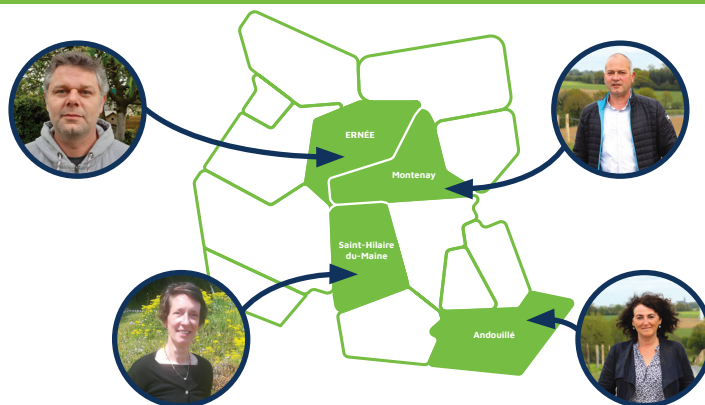 ERNÉE
Montenay
Saint-Hilaire
du-Maine
Andouillé